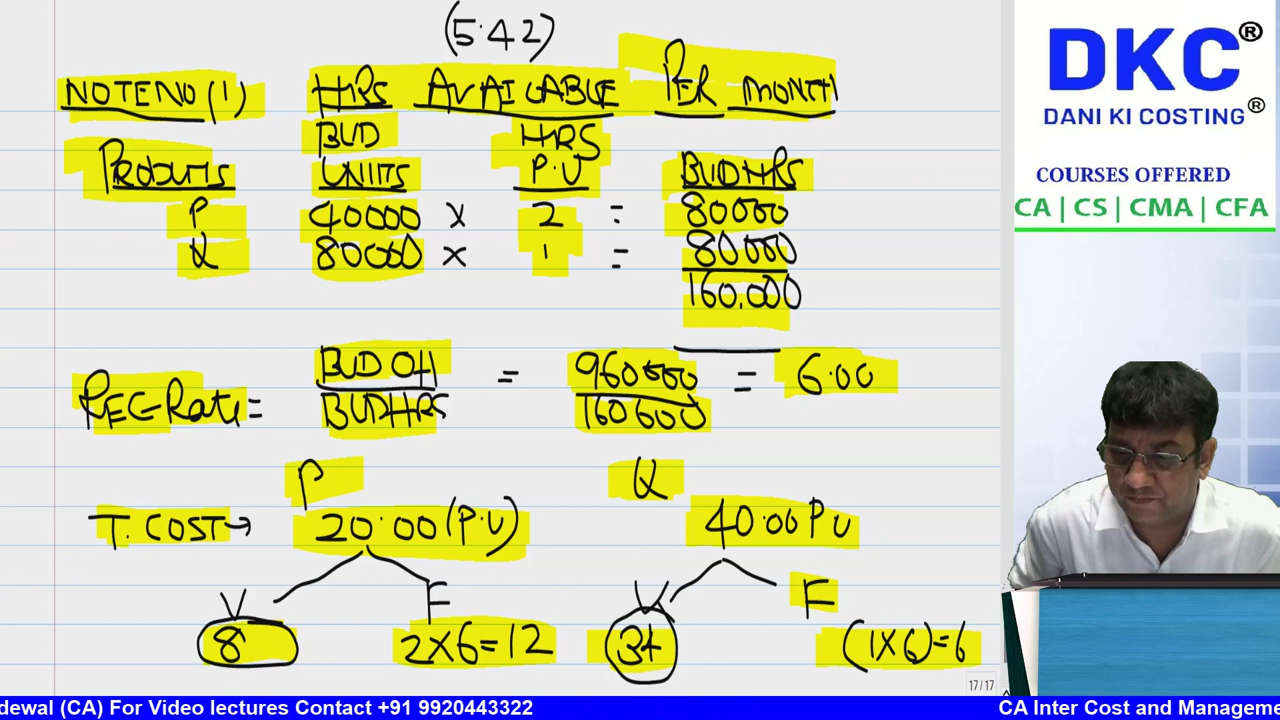 (5.42)
NOTE NO (1) HRS AVAILABLE PER MONTH
PRODUCTS BUD UNITS HRS P.U BUD HRS
P 40000 x 2 = 80000
Q 80000 x 1 = 80000
160,000
REC Rate = BUD OH / BUD HRS = 960000 / 160000 = 6.00
P Q
T. COST → 20.00 (P.U) 40.00 P U
V F V F
8 2x6=12 34 (1x6)=6
17/17
DKC®
DANI KI COSTING®
COURSES OFFERED
CA | CS | CMA | CFA
dewal (CA) For Video lectures Contact +91 9920443322
CA Inter Cost and Manageme